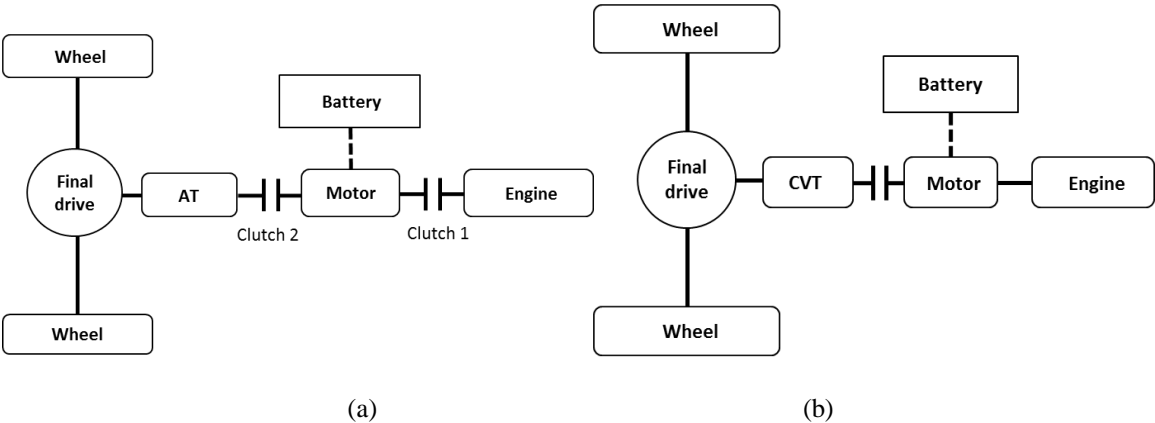 Wheel
Battery
Final
drive
AT
Motor
Engine
Clutch 2
Clutch 1
Wheel
(a)
Wheel
Battery
Final
drive
CVT
Motor
Engine
Wheel
(b)